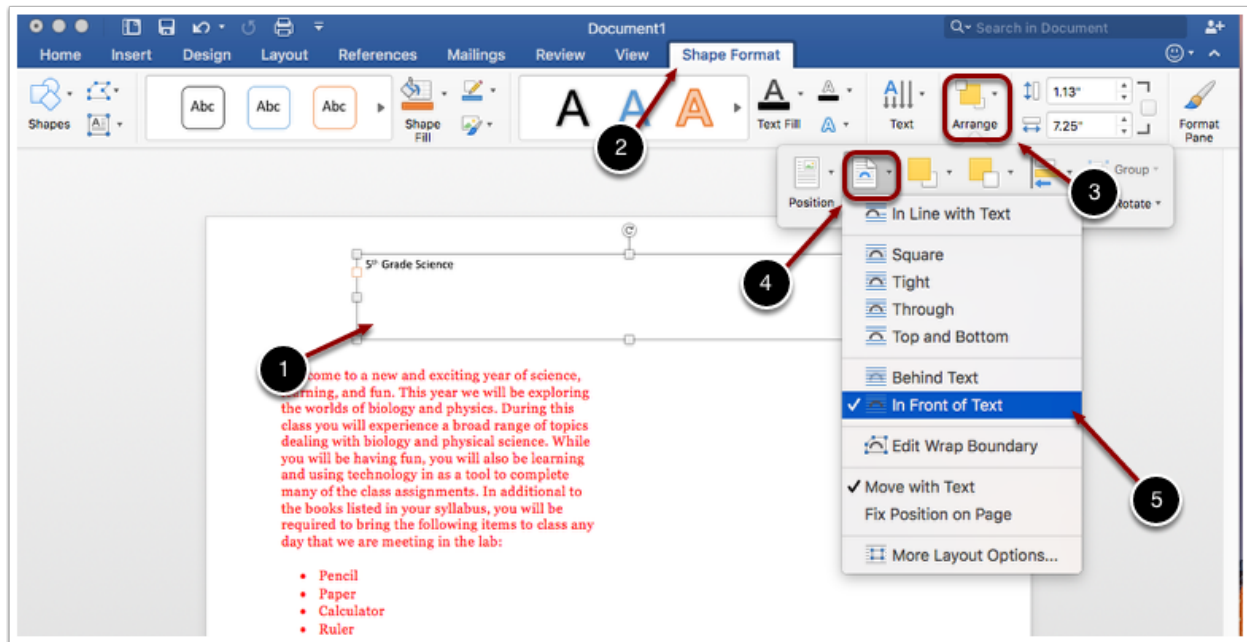 Document1
Search in Document
Home Insert Design Layout References Mailings Review View Shape Format
Shapes
Abc Abc Abc
Shape Fill
A A A
Text Fill
Text
Arrange
1.13"
7.25"
Format Pane
2
3
Position
Group
Rotate
4
In Line with Text
Square
Tight
Through
Top and Bottom
Behind Text
In Front of Text
Edit Wrap Boundary
Move with Text
Fix Position on Page
More Layout Options...
5
5th Grade Science
1
come to a new and exciting year of science,
learning, and fun. This year we will be exploring
the worlds of biology and physics. During this
class you will experience a broad range of topics
dealing with biology and physical science. While
you will be having fun, you will also be learning
and using technology in as a tool to complete
many of the class assignments. In additional to
the books listed in your syllabus, you will be
required to bring the following items to class any
day that we are meeting in the lab:
• Pencil
• Paper
• Calculator
• Ruler